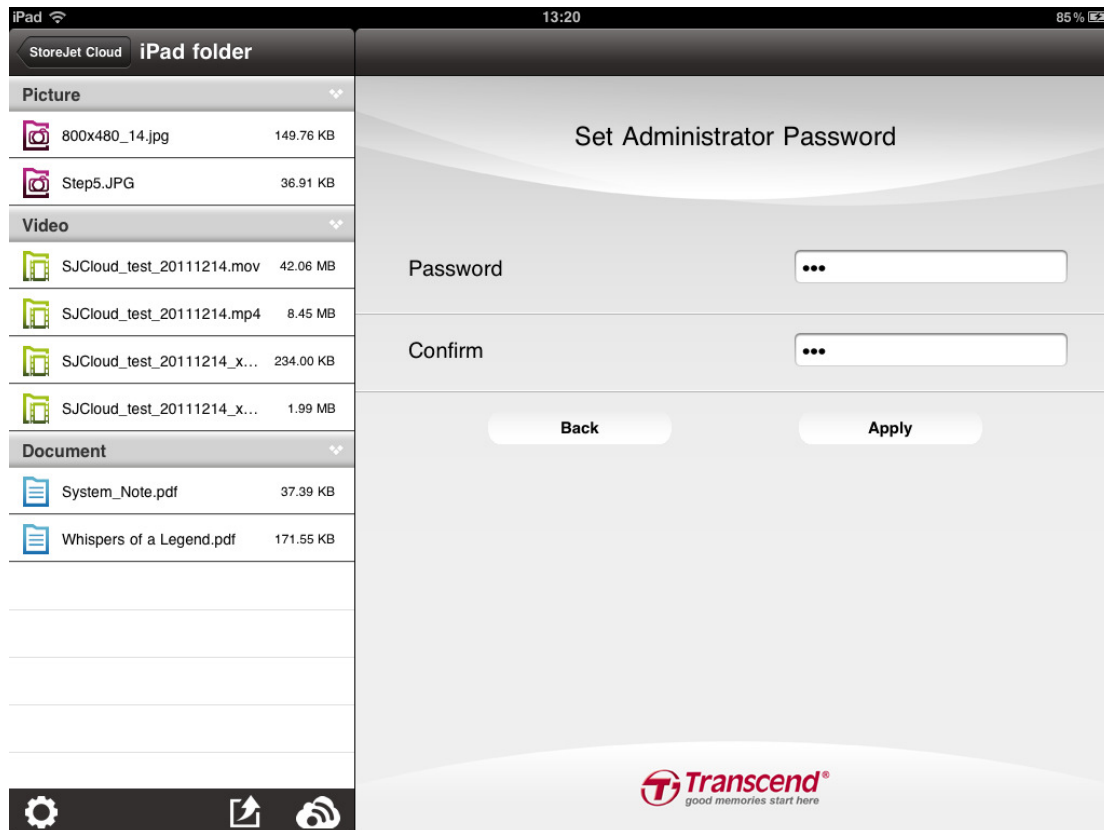 iPad 13:20 85%
StoreJet Cloud iPad folder
Picture
800x480_14.jpg 149.76 KB
Step5.JPG 36.91 KB
Video
SJCloud_test_20111214.mov 42.06 MB
SJCloud_test_20111214.mp4 8.45 MB
SJCloud_test_20111214_x... 234.00 KB
SJCloud_test_20111214_x... 1.99 MB
Document
System_Note.pdf 37.39 KB
Whispers of a Legend.pdf 171.55 KB
Set Administrator Password
Password •••
Confirm •••
Back Apply
Transcend®
good memories start here